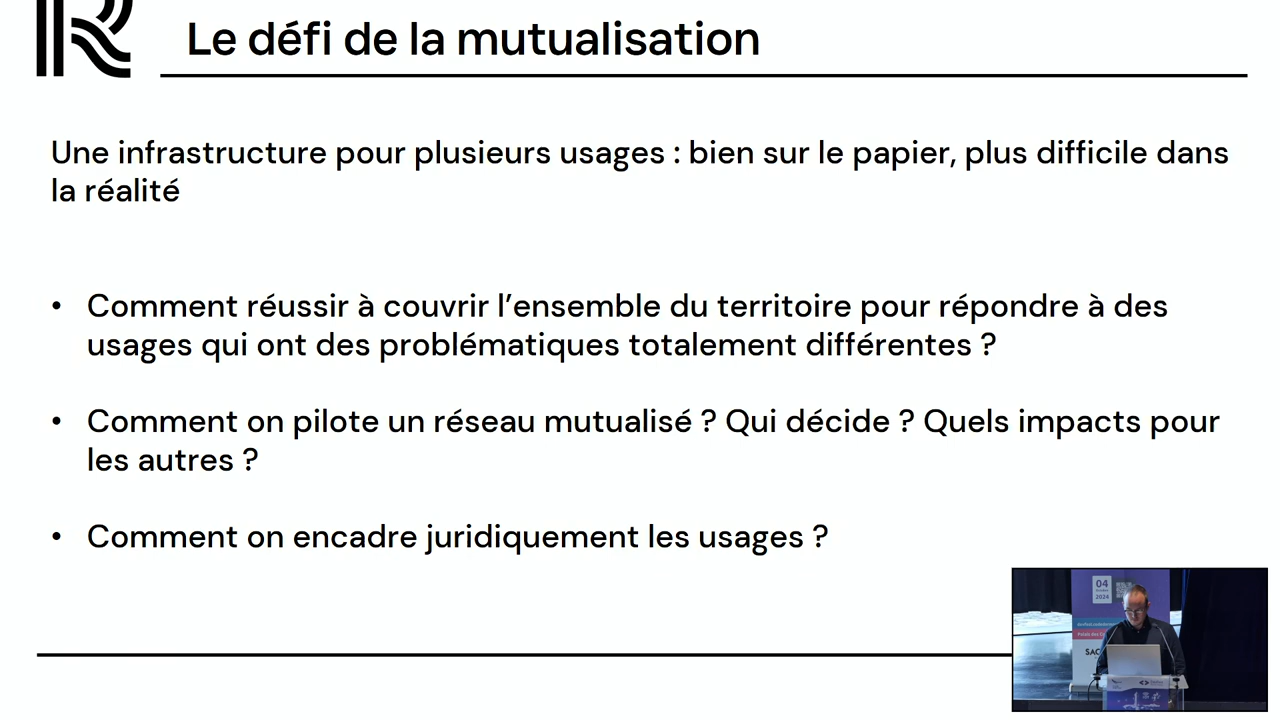 Le défi de la mutualisation
Une infrastructure pour plusieurs usages : bien sur le papier, plus difficile dans
la réalité
• Comment réussir à couvrir l’ensemble du territoire pour répondre à des
usages qui ont des problématiques totalement différentes ?
• Comment on pilote un réseau mutualisé ? Qui décide ? Quels impacts pour
les autres ?
• Comment on encadre juridiquement les usages ?
04
2024